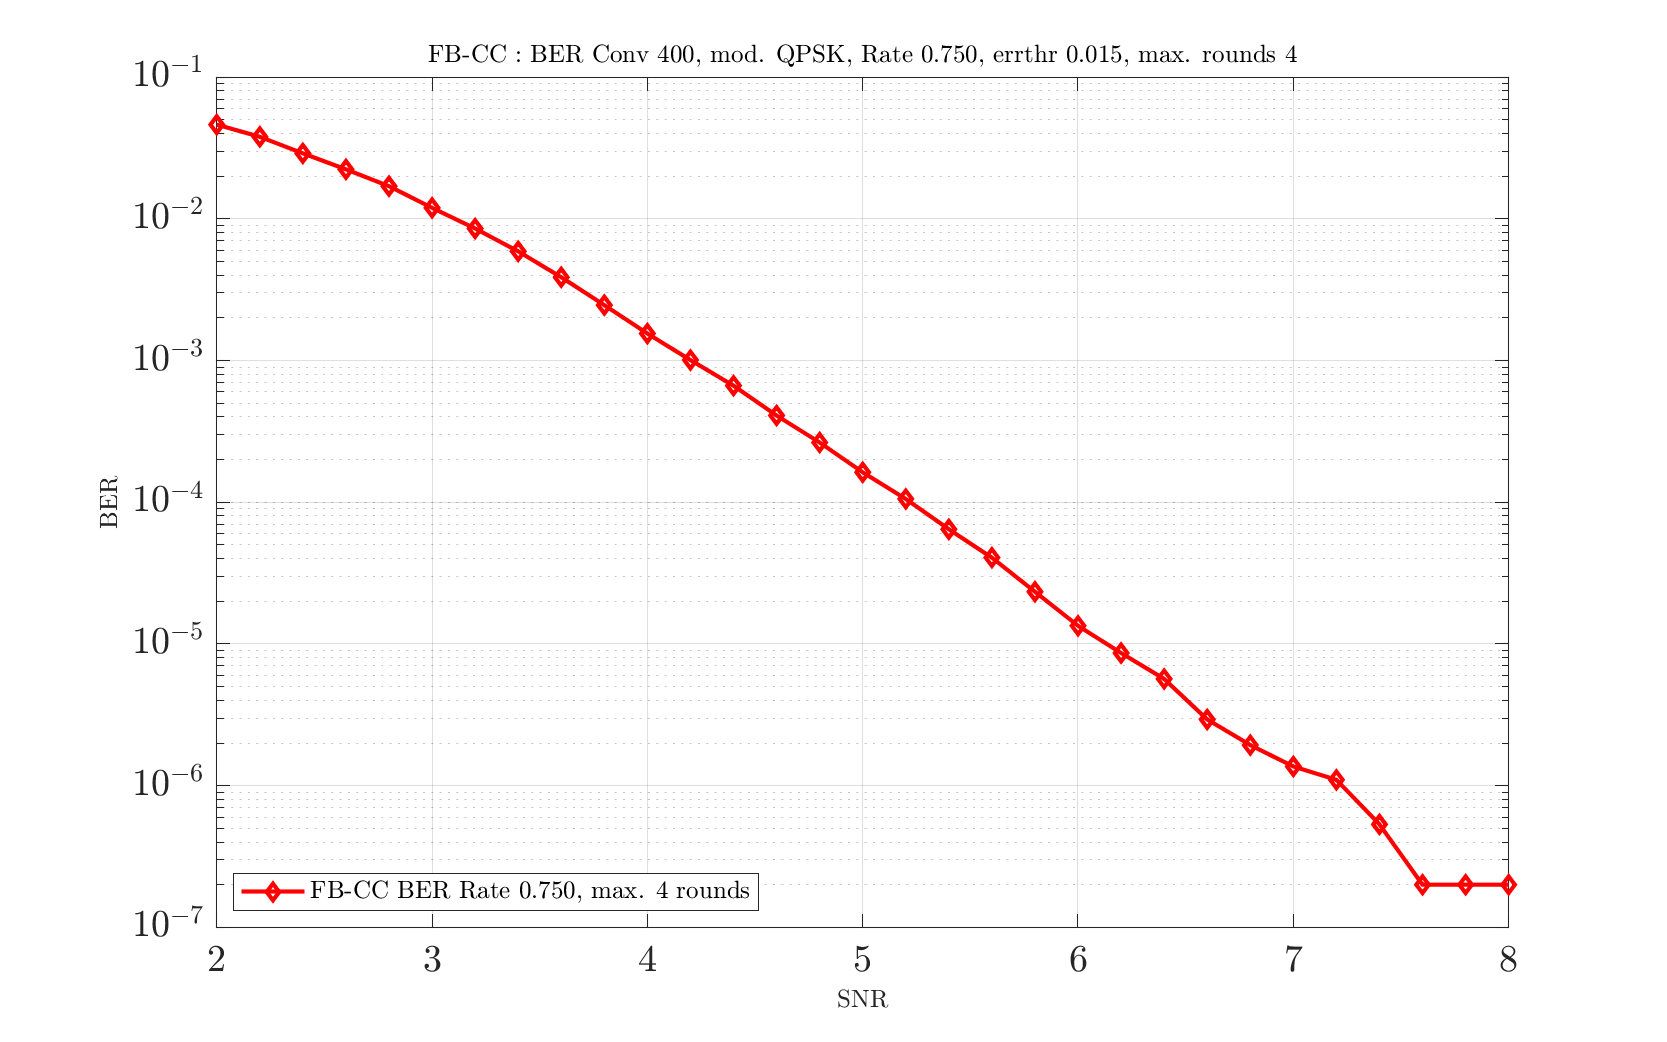 FB-CC : BER Conv 400, mod. QPSK, Rate 0.750, errthr 0.015, max. rounds 4
10^{-1}
10^{-2}
10^{-3}
10^{-4}
10^{-5}
10^{-6}
10^{-7}
BER
FB-CC BER Rate 0.750, max. 4 rounds
2 3 4 5 6 7 8
SNR